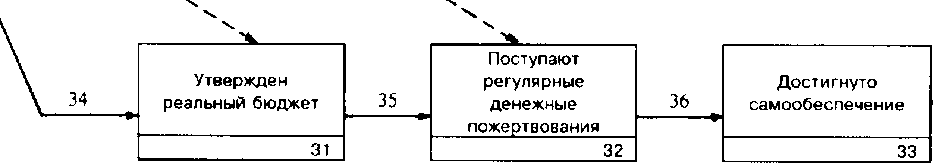 34
Утвержден
реальный бюджет
31
35
Поступают
регулярные
денежные
пожертвования
32
36
Достигнуто
самообеспечение
33